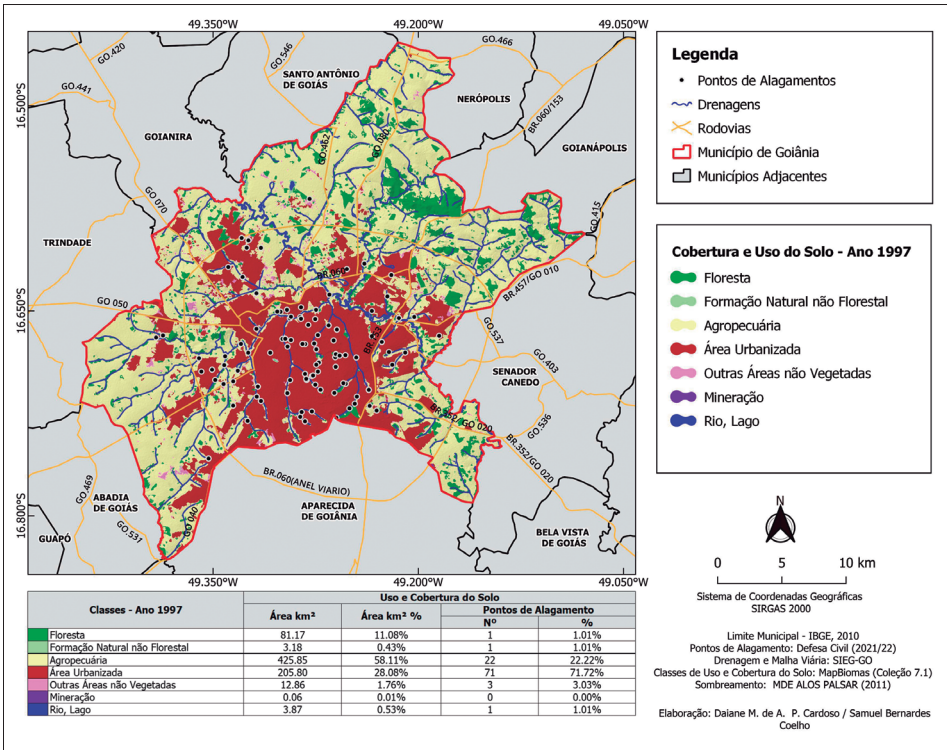 49.350°W 49.200°W 49.050°W
16.500°S
16.650°S
16.800°S
GO.420
GO.546
GO.466
SANTO ANTÔNIO
DE GOIÁS
GO.441
NERÓPOLIS
BR.060/153
GOIANIRA
GO.462
GO 080
GOIANÁPOLIS
GO 070
GO.415
TRINDADE
BR.060
BR.457/GO 010
GO 050
GO.537
GO.403
SENADOR
CANEDO
BR.352/GO 020
GO.536
BR.352/GO 020
GO.469
BR.060(ANEL VIARIO)
ABADIA
DE GOIÁS
GO 040
APARECIDA
DE GOIÂNIA
GO.531
GUAPÓ
BELA VISTA
DE GOIÁS
49.350°W 49.200°W 49.050°W
Legenda
Pontos de Alagamentos
Drenagens
Rodovias
Município de Goiânia
Municípios Adjacentes
Cobertura e Uso do Solo - Ano 1997
Floresta
Formação Natural não Florestal
Agropecuária
Área Urbanizada
Outras Áreas não Vegetadas
Mineração
Rio, Lago
N
0 5 10 km
Sistema de Coordenadas Geográficas
SIRGAS 2000
Limite Municipal - IBGE, 2010
Pontos de Alagamento: Defesa Civil (2021/22)
Drenagem e Malha Viária: SIEG-GO
Classes de Uso e Cobertura do Solo: MapBiomas (Coleção 7.1)
Sombreamento: MDE ALOS PALSAR (2011)
Elaboração: Daiane M. de A. P. Cardoso / Samuel Bernardes
Coelho
Classes - Ano 1997 Uso e Cobertura do Solo
Área km² Área km² % Pontos de Alagamento
Nº %
Floresta 81.17 11.08% 1 1.01%
Formação Natural não Florestal 3.18 0.43% 1 1.01%
Agropecuária 425.85 58.11% 22 22.22%
Área Urbanizada 205.80 28.08% 71 71.72%
Outras Áreas não Vegetadas 12.86 1.76% 3 3.03%
Mineração 0.06 0.01% 0 0.00%
Rio, Lago 3.87 0.53% 1 1.01%